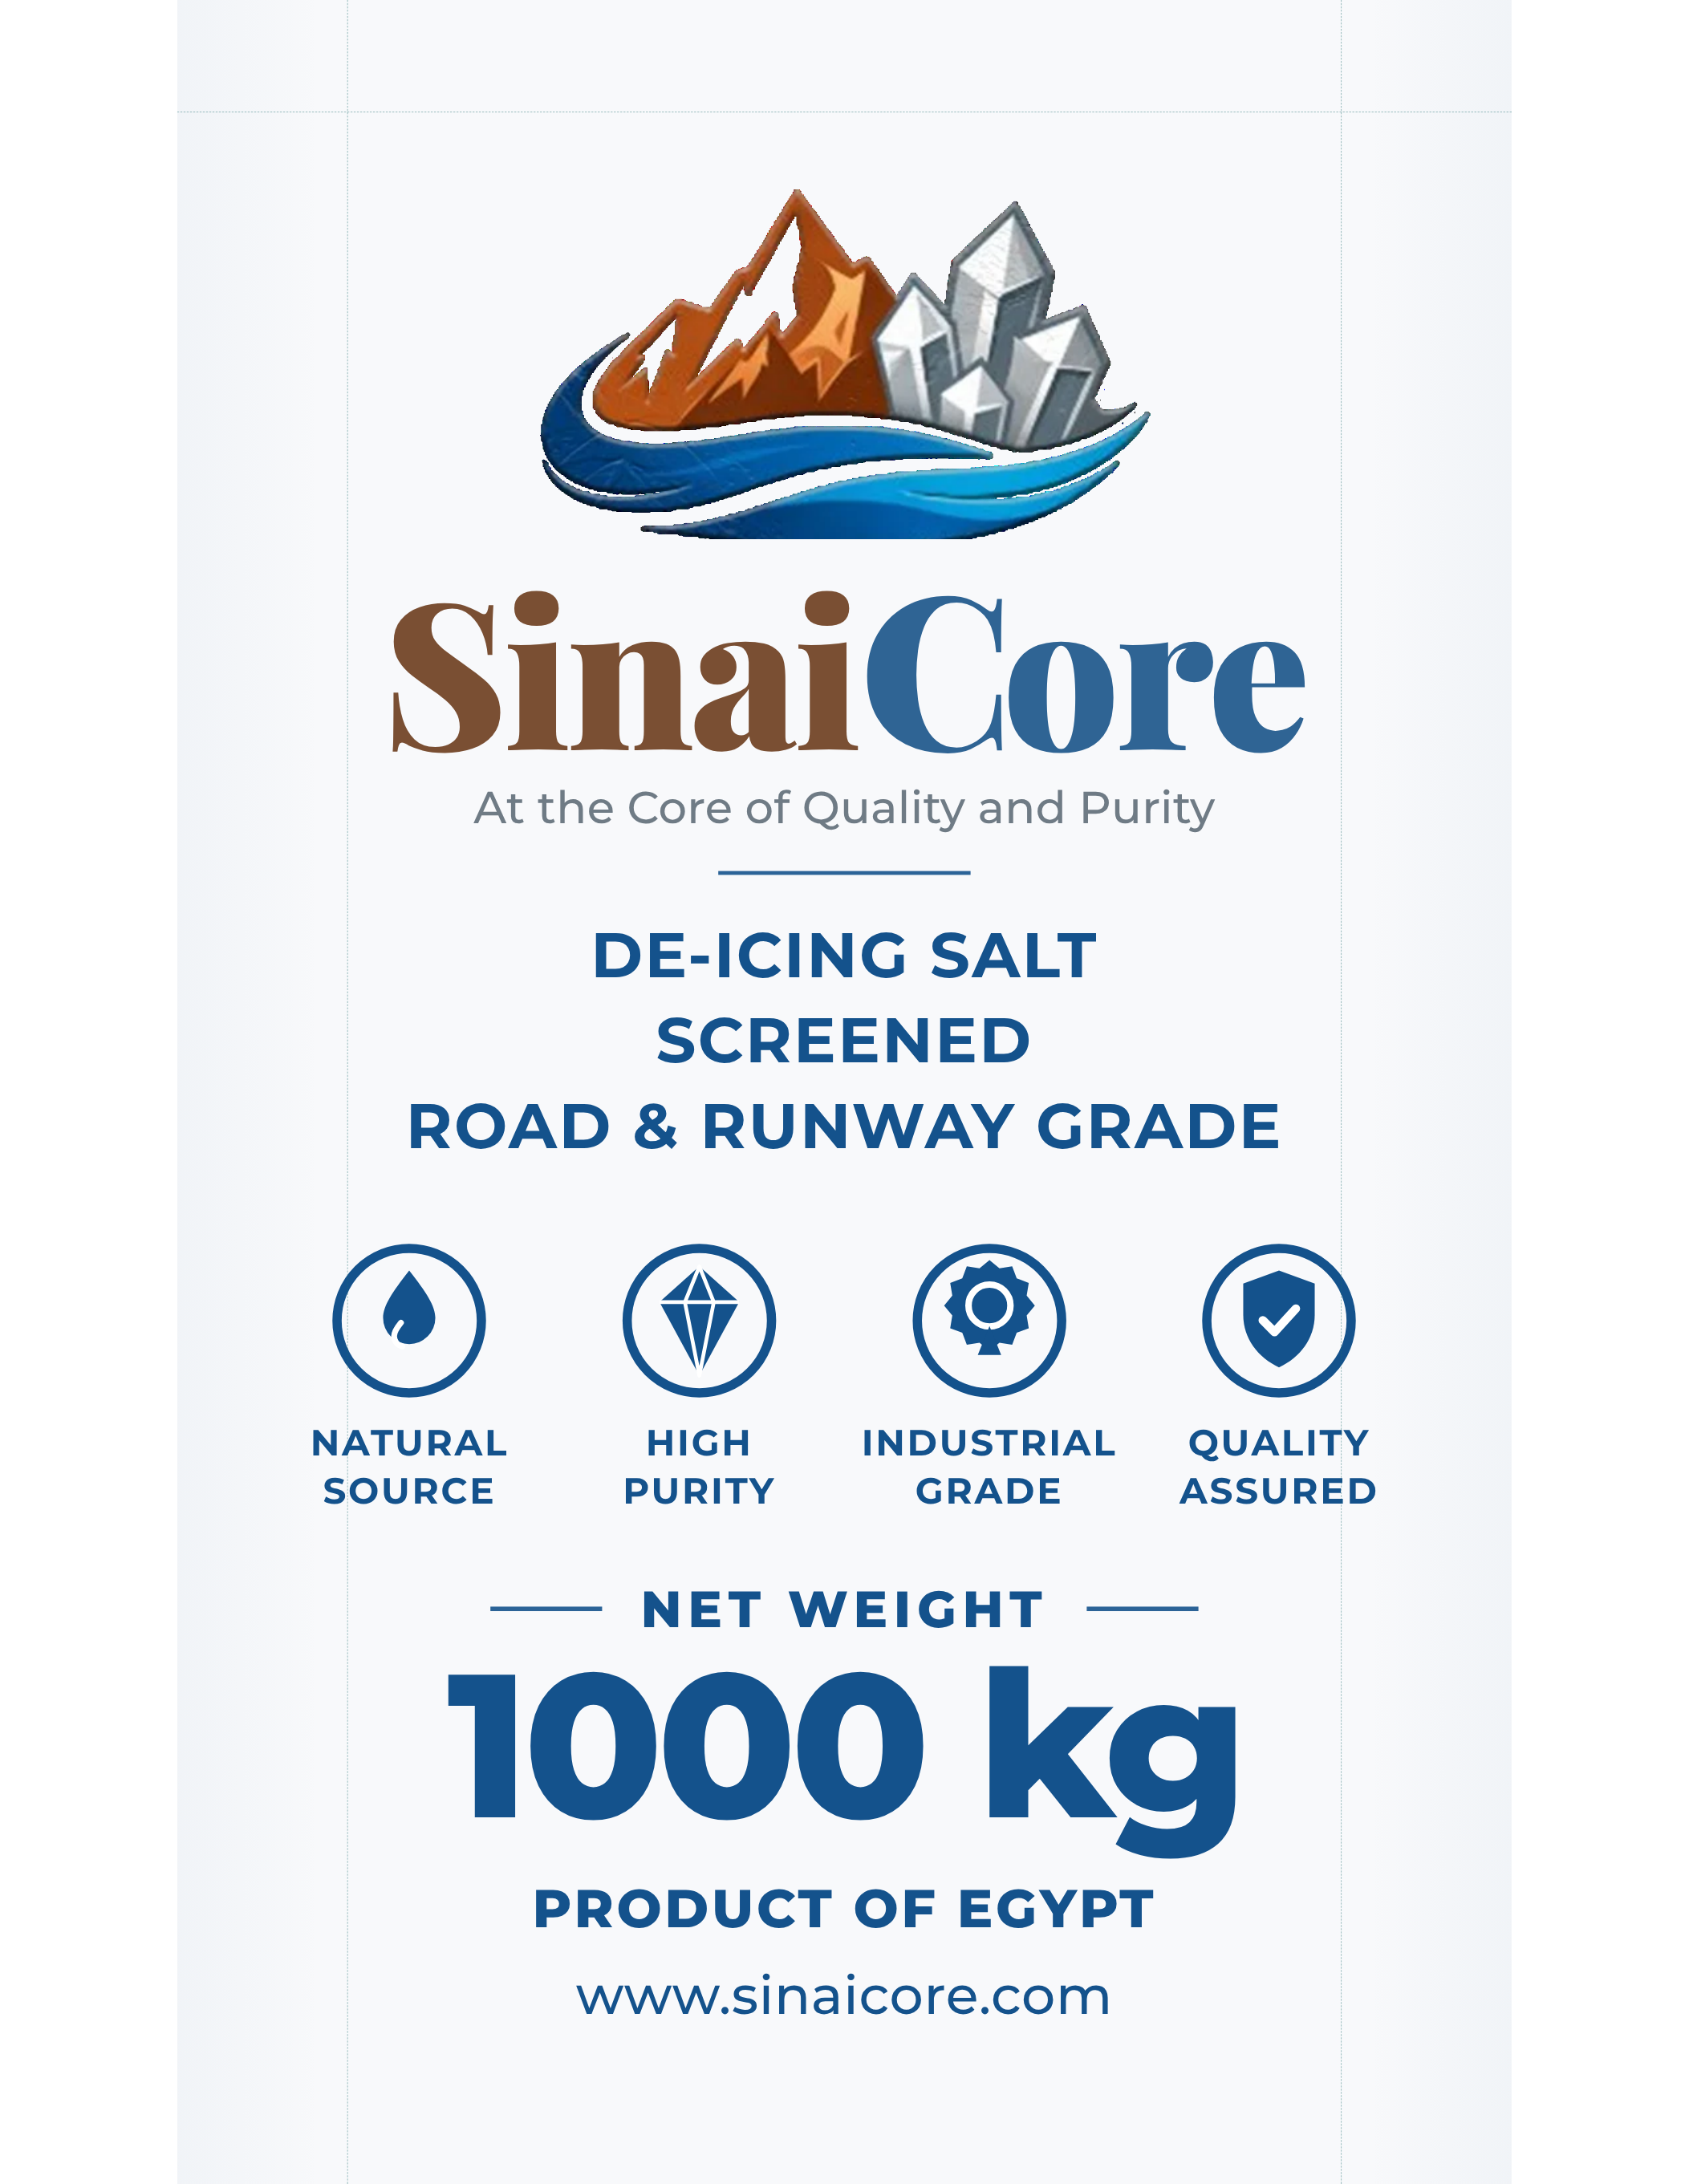 SinaiCore
At the Core of Quality and Purity
DE-ICING SALT
SCREENED
ROAD & RUNWAY GRADE
NATURAL SOURCE
HIGH PURITY
INDUSTRIAL GRADE
QUALITY ASSURED
NET WEIGHT
1000 kg
PRODUCT OF EGYPT
www.sinaicore.com